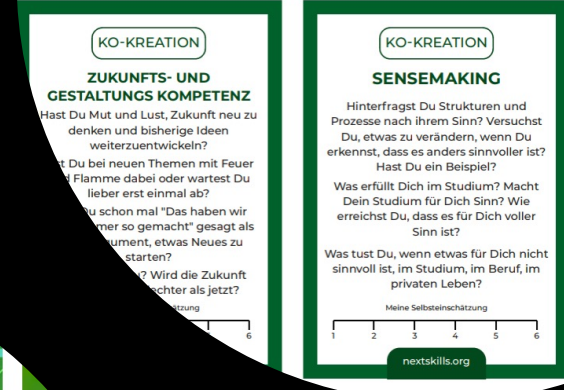 KO-KREATION
ZUKUNFTS- UND
GESTALTUNGS KOMPETENZ
Hast Du Mut und Lust, Zukunft neu zu
denken und bisherige Ideen
weiterzuentwickeln?
Du bei neuen Themen mit Feuer
Flamme dabei oder wartest Du
lieber erst einmal ab?
Du schon mal "Das haben wir
so gemacht" gesagt als
etwas Neues zu
starten?
Wird die Zukunft
als jetzt?
6
KO-KREATION
SENSEMAKING
Hinterfragst Du Strukturen und
Prozesse nach ihrem Sinn? Versuchst
Du, etwas zu verändern, wenn Du
erkennst, dass es anders sinnvoller ist?
Hast Du ein Beispiel?
Was erfüllt Dich im Studium? Macht
Dein Studium für Dich Sinn? Wie
erreichst Du, dass es für Dich voller
Sinn ist?
Was tust Du, wenn etwas für Dich nicht
sinnvoll ist, im Studium, im Beruf, im
privaten Leben?
Meine Selbsteinschätzung
1 2 3 4 5 6
nextskills.org